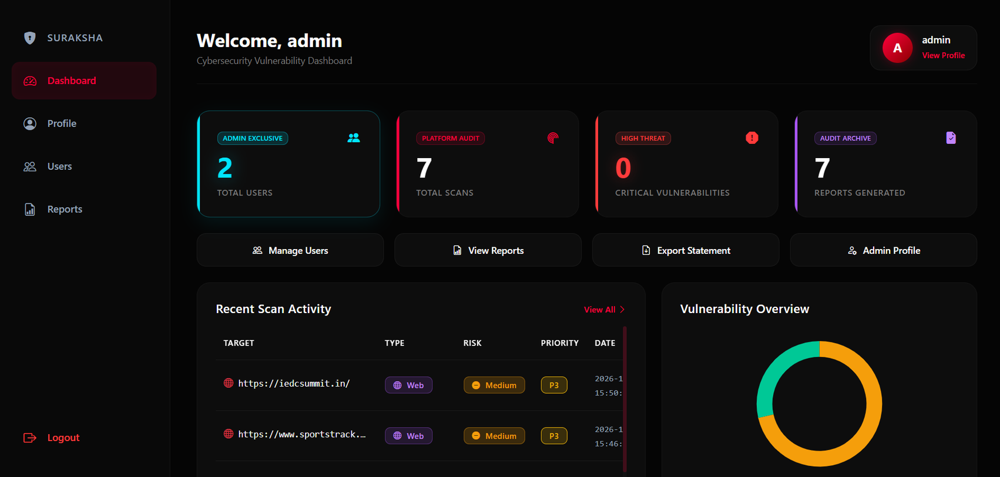 SURAKSHA
Dashboard
Profile
Users
Reports
Logout
Welcome, admin
Cybersecurity Vulnerability Dashboard
A
admin
View Profile
ADMIN EXCLUSIVE
2
TOTAL USERS
PLATFORM AUDIT
7
TOTAL SCANS
HIGH THREAT
0
CRITICAL VULNERABILITIES
AUDIT ARCHIVE
7
REPORTS GENERATED
Manage Users
View Reports
Export Statement
Admin Profile
Recent Scan Activity
View All
TARGET TYPE RISK PRIORITY DATE
https://iedcsummit.in/ Web Medium P3 2026-1
15:50:
https://www.sportstrack.… Web Medium P3 2026-1
15:46:
Vulnerability Overview